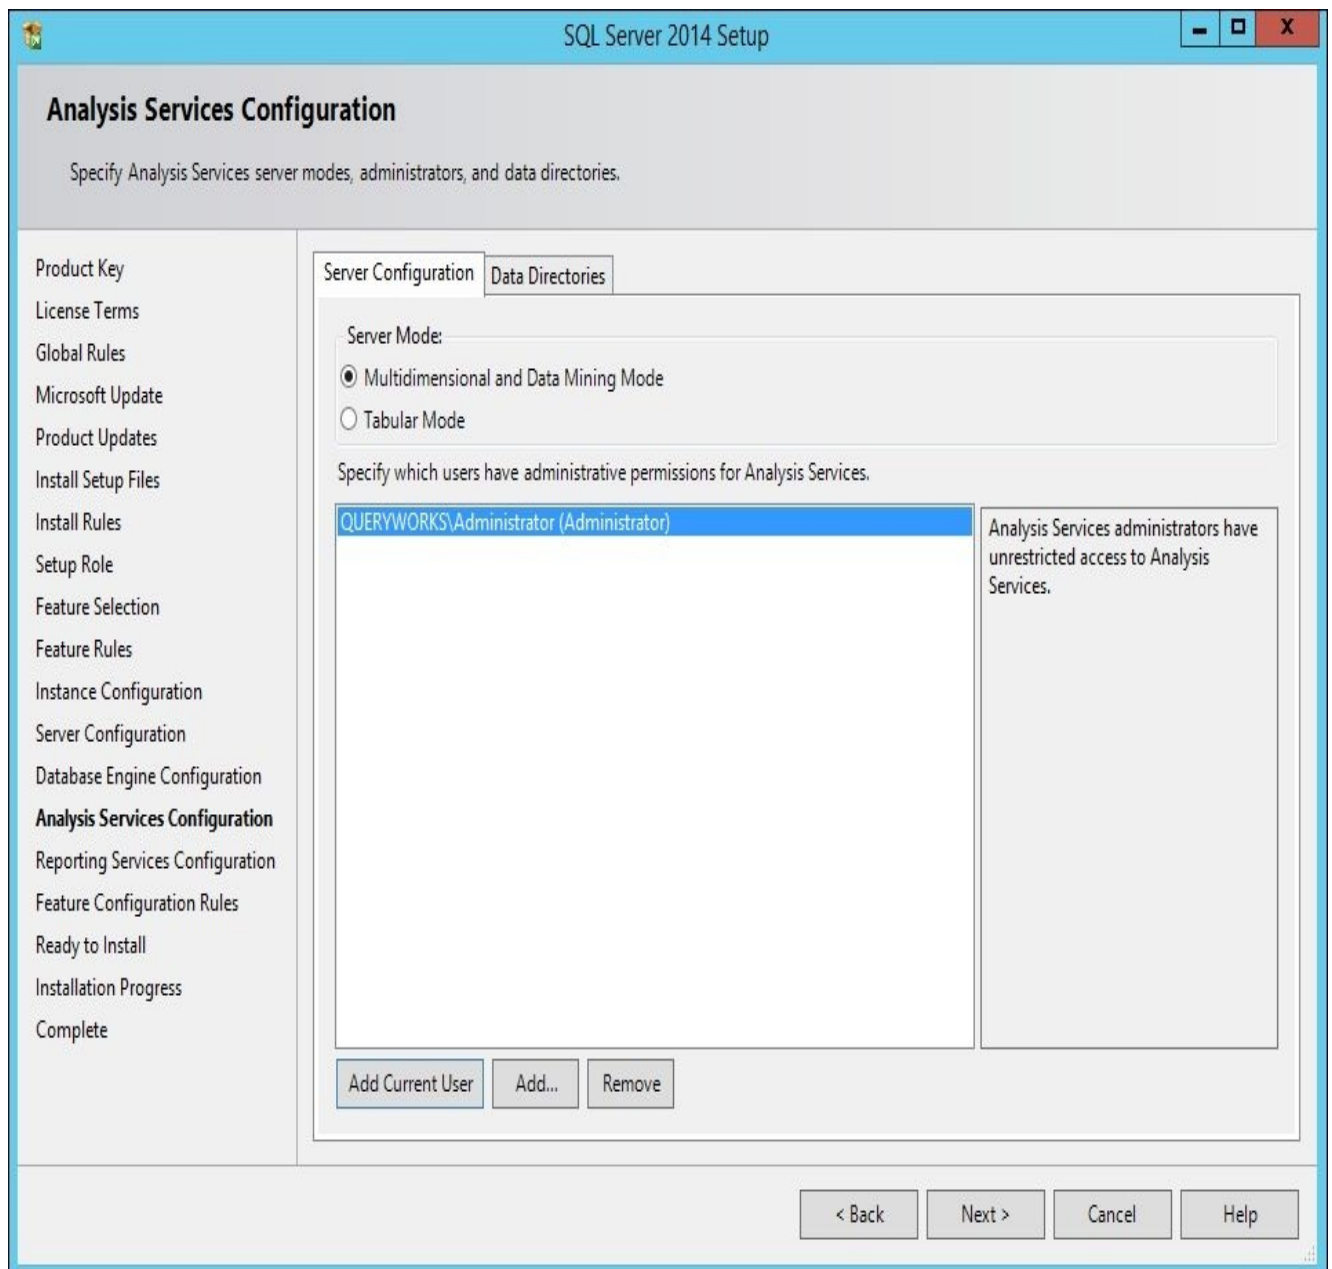 SQL Server 2014 Setup
X
Analysis Services Configuration
Specify Analysis Services server modes, administrators, and data directories.
Product Key
License Terms
Global Rules
Microsoft Update
Product Updates
Install Setup Files
Install Rules
Setup Role
Feature Selection
Feature Rules
Instance Configuration
Server Configuration
Database Engine Configuration
Analysis Services Configuration
Reporting Services Configuration
Feature Configuration Rules
Ready to Install
Installation Progress
Complete
Server Configuration
Data Directories
Server Mode:
Multidimensional and Data Mining Mode
Tabular Mode
Specify which users have administrative permissions for Analysis Services.
QUERYWORKS\Administrator (Administrator)
Analysis Services administrators have
unrestricted access to Analysis
Services.
Add Current User
Add...
Remove
< Back
Next >
Cancel
Help